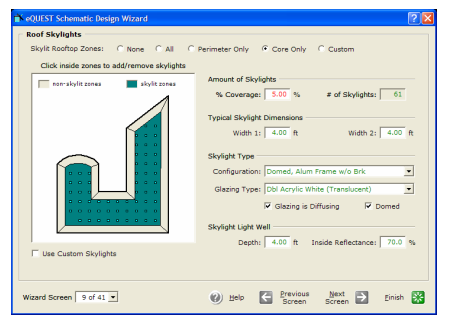 eQUEST Schematic Design Wizard
Roof Skylights
Skylit Rooftop Zones: None All Perimeter Only Core Only Custom
Click inside zones to add/remove skylights
non-skylit zones skylit zones
Amount of Skylights
% Coverage: 5.00 % # of Skylights: 61
Typical Skylight Dimensions
Width 1: 4.00 ft Width 2: 4.00 ft
Skylight Type
Configuration: Domed, Alum Frame w/o Brk
Glazing Type: Dbl Acrylic White (Translucent)
Glazing is Diffusing Domed
Skylight Light Well
Depth: 4.00 ft Inside Reflectance: 70.0 %
Use Custom Skylights
Wizard Screen 9 of 41 Help Previous Screen Next Screen Finish